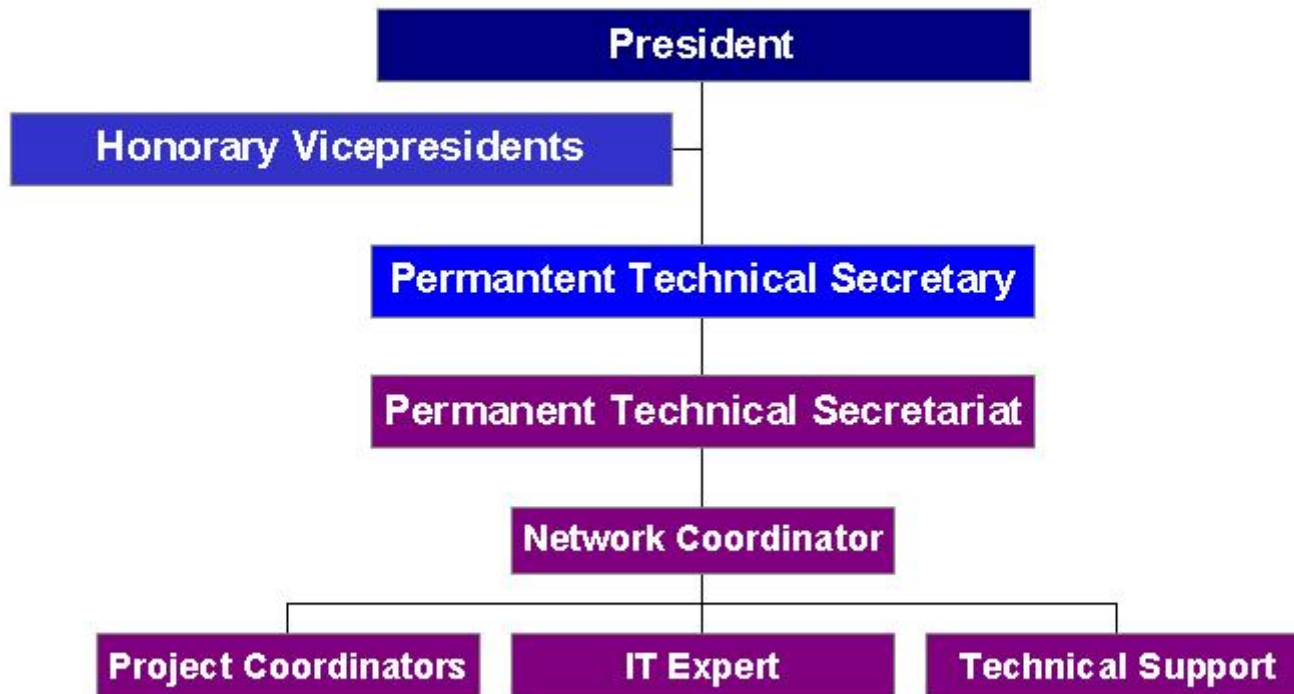 President
Honorary Vicepresidents
Permantent Technical Secretary
Permanent Technical Secretariat
Network Coordinator
Project Coordinators
IT Expert
Technical Support